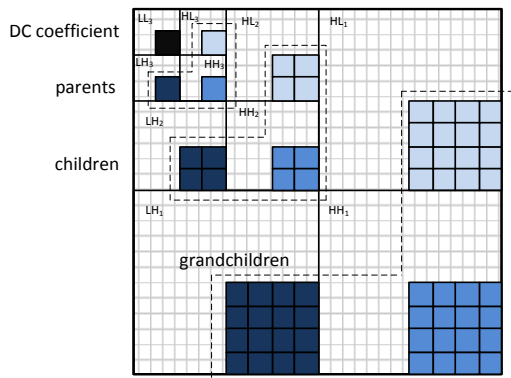 DC coefficient
LL3 HL3 HL2 HL1
parents
LH3 HH3
LH2 HH2
children
LH1 HH1
grandchildren